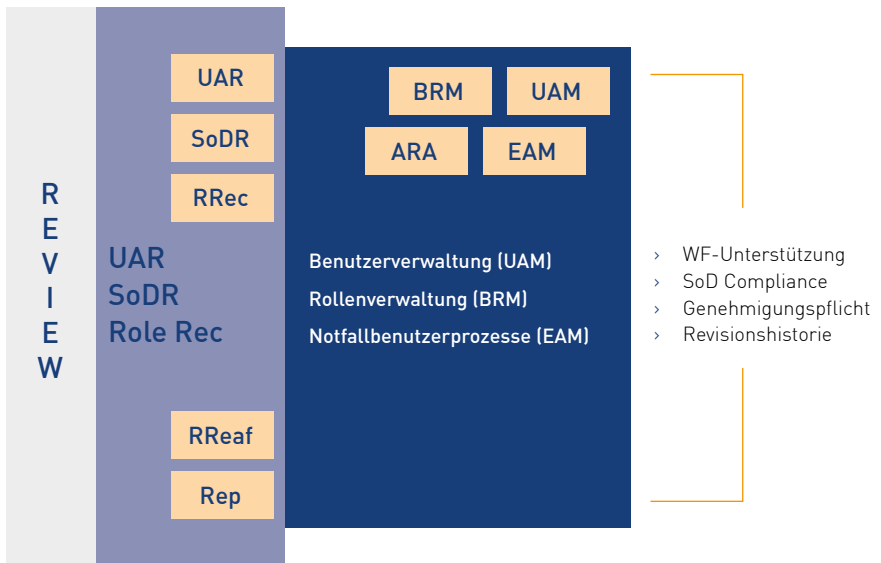 REVIEW
UAR
SoDR
RRec
UAR
SoDR
Role Rec
RReaf
Rep
BRM
UAM
ARA
EAM
Benutzerverwaltung (UAM)
Rollenverwaltung (BRM)
Notfallbenutzerprozesse (EAM)
› WF-Unterstützung
› SoD Compliance
› Genehmigungspflicht
› Revisionshistorie